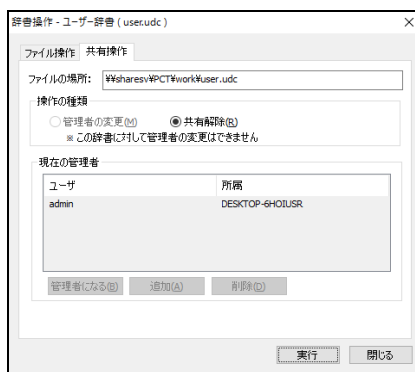 辞書操作 - ユーザー辞書 ( user.udc )
ファイル操作 共有操作
ファイルの場所: ¥¥sharesv¥PCT¥work¥user.udc
操作の種類
管理者の変更(M) 共有解除(R)
※ この辞書に対して管理者の変更はできません
現在の管理者
ユーザ 所属
admin DESKTOP-6HOIUSR
管理者になる(B) 追加(A) 削除(D)
実行 閉じる